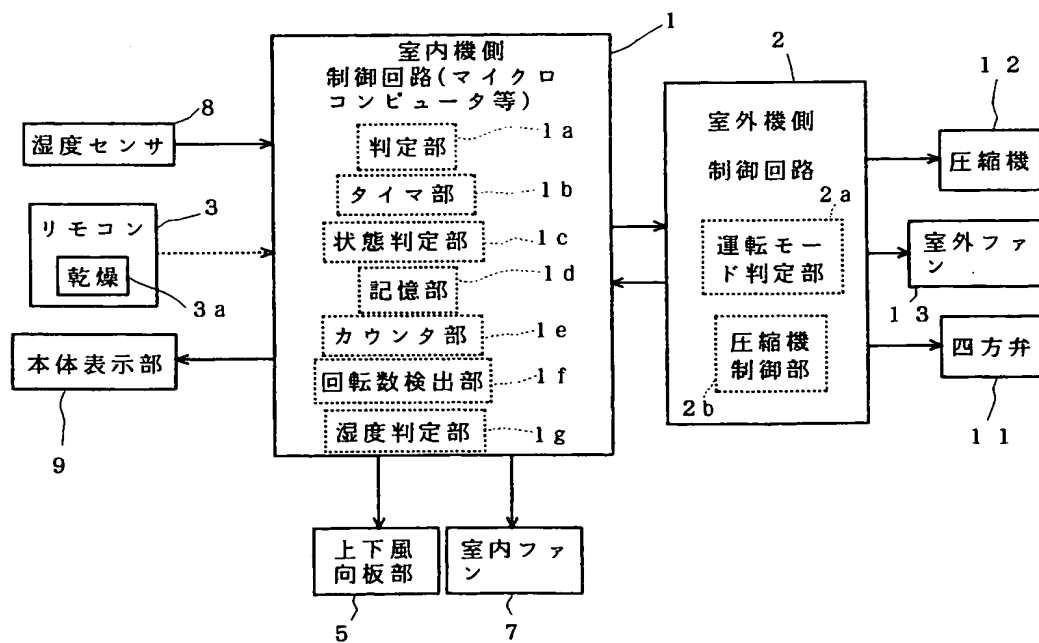 1
室内機側
制御回路(マイクロ
コンピュータ等)
判定部
1a
タイマ部
1b
状態判定部
1c
記憶部
1d
カウンタ部
1e
回転数検出部
1f
湿度判定部
1g
8
湿度センサ
3
リモコン
乾燥
3a
本体表示部
9
2
室外機側
制御回路
2a
運転モー
ド判定部
圧縮機
制御部
2b
12
圧縮機
室外ファン
13
四方弁
11
上下風
向板部
5
室内ファ
ン
7